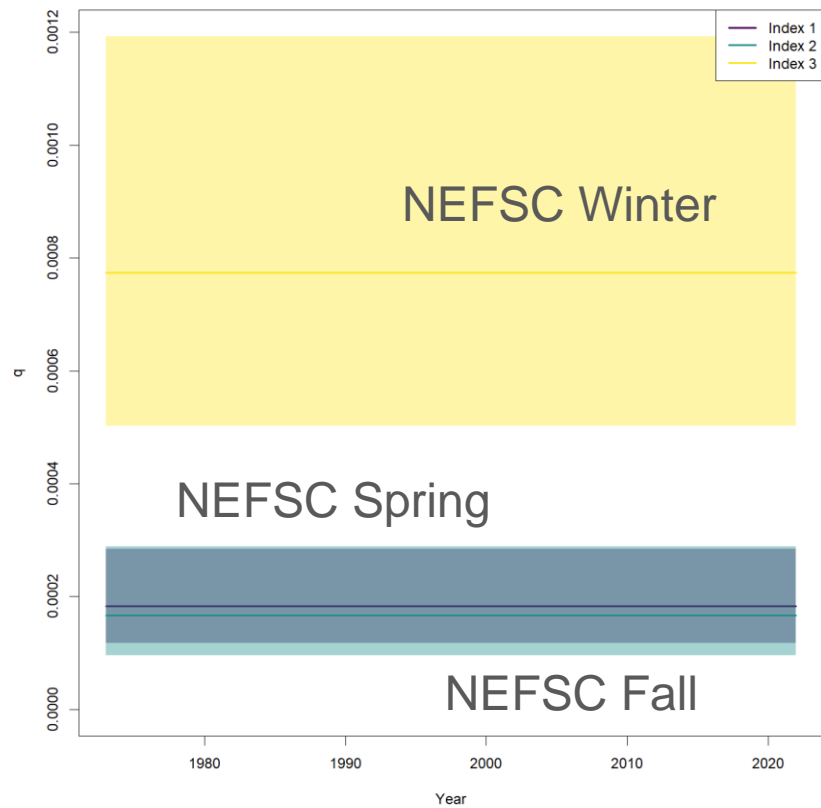 0.0012
Index 1
Index 2
Index 3
0.0010
NEFSC Winter
0.0008
q
0.0006
0.0004
NEFSC Spring
0.0002
NEFSC Fall
0.0000
1980 1990 2000 2010 2020
Year